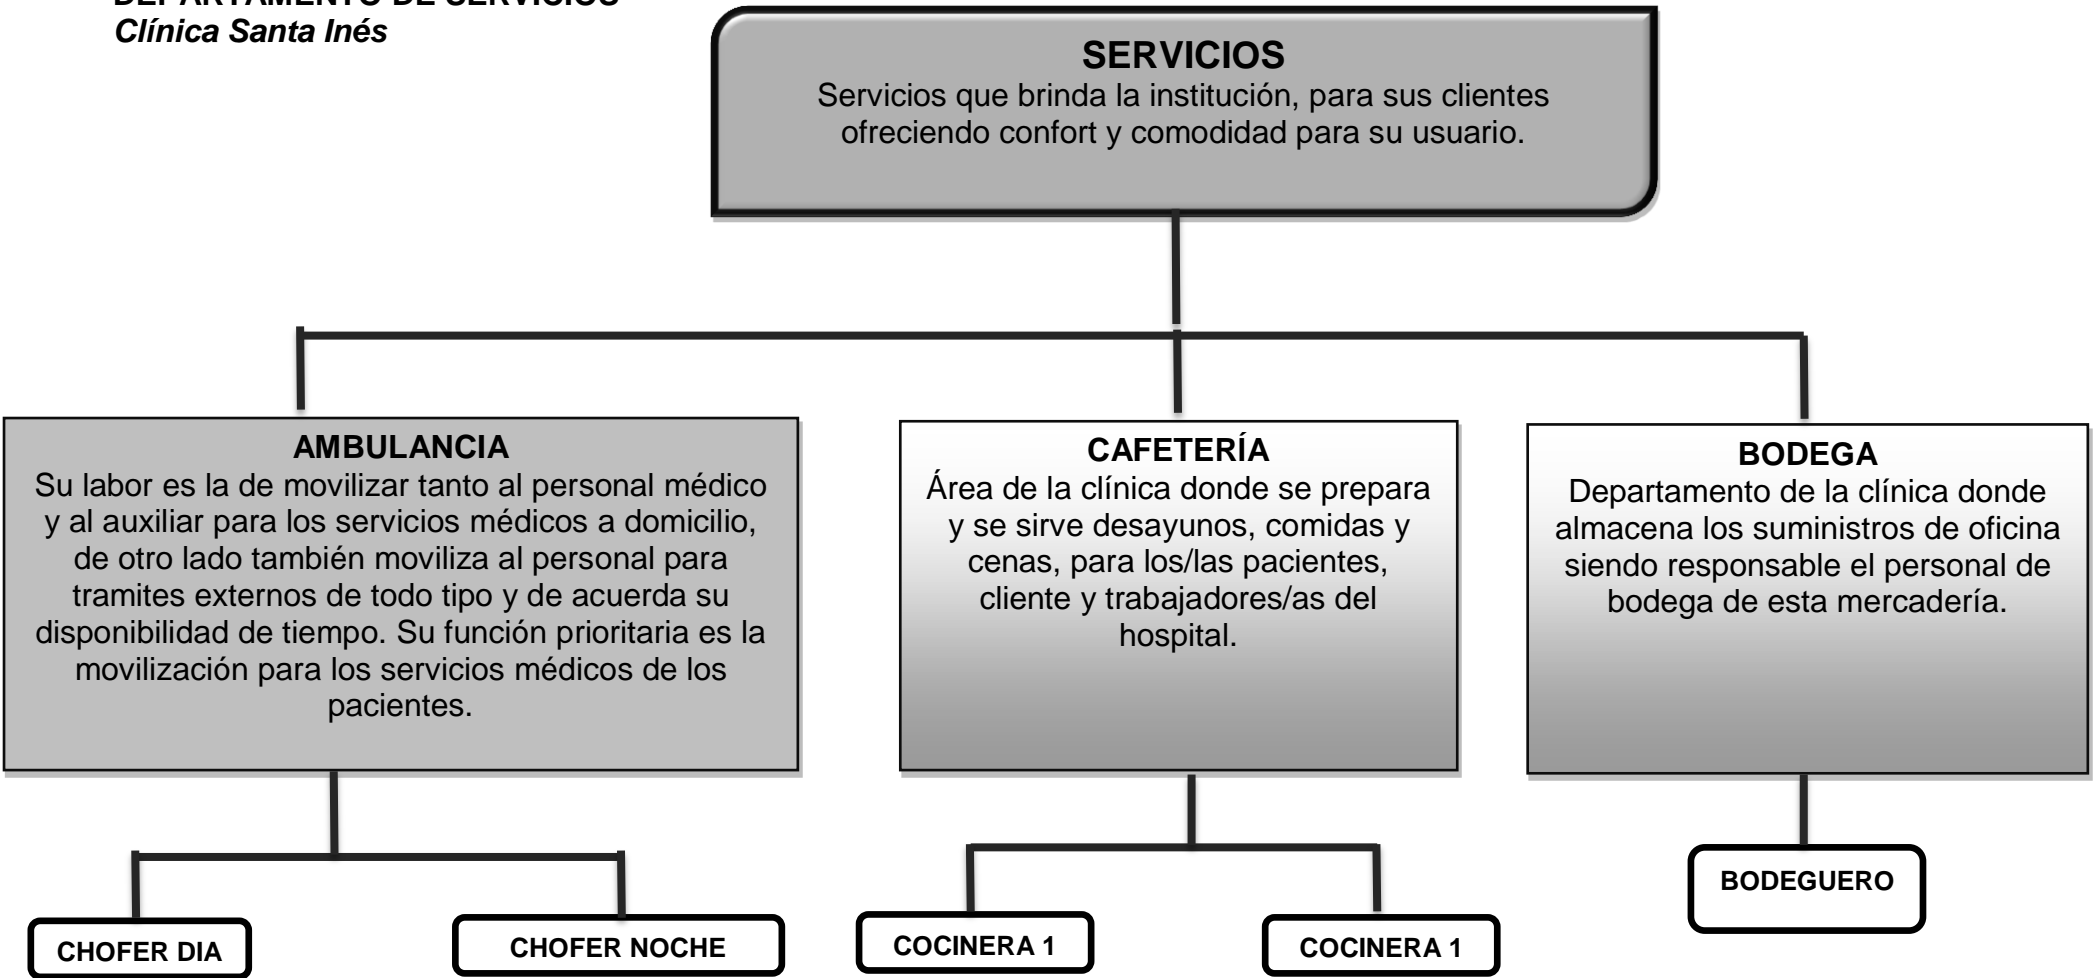 DEPARTAMENTO DE SERVICIOS
Clínica Santa Inés
SERVICIOS
Servicios que brinda la institución, para sus clientes
ofreciendo confort y comodidad para su usuario.
AMBULANCIA
Su labor es la de movilizar tanto al personal médico
y al auxiliar para los servicios médicos a domicilio,
de otro lado también moviliza al personal para
tramites externos de todo tipo y de acuerda su
disponibilidad de tiempo. Su función prioritaria es la
movilización para los servicios médicos de los
pacientes.
CAFETERÍA
Área de la clínica donde se prepara
y se sirve desayunos, comidas y
cenas, para los/las pacientes,
cliente y trabajadores/as del
hospital.
BODEGA
Departamento de la clínica donde
almacena los suministros de oficina
siendo responsable el personal de
bodega de esta mercadería.
CHOFER DIA
CHOFER NOCHE
COCINERA 1
COCINERA 1
BODEGUERO